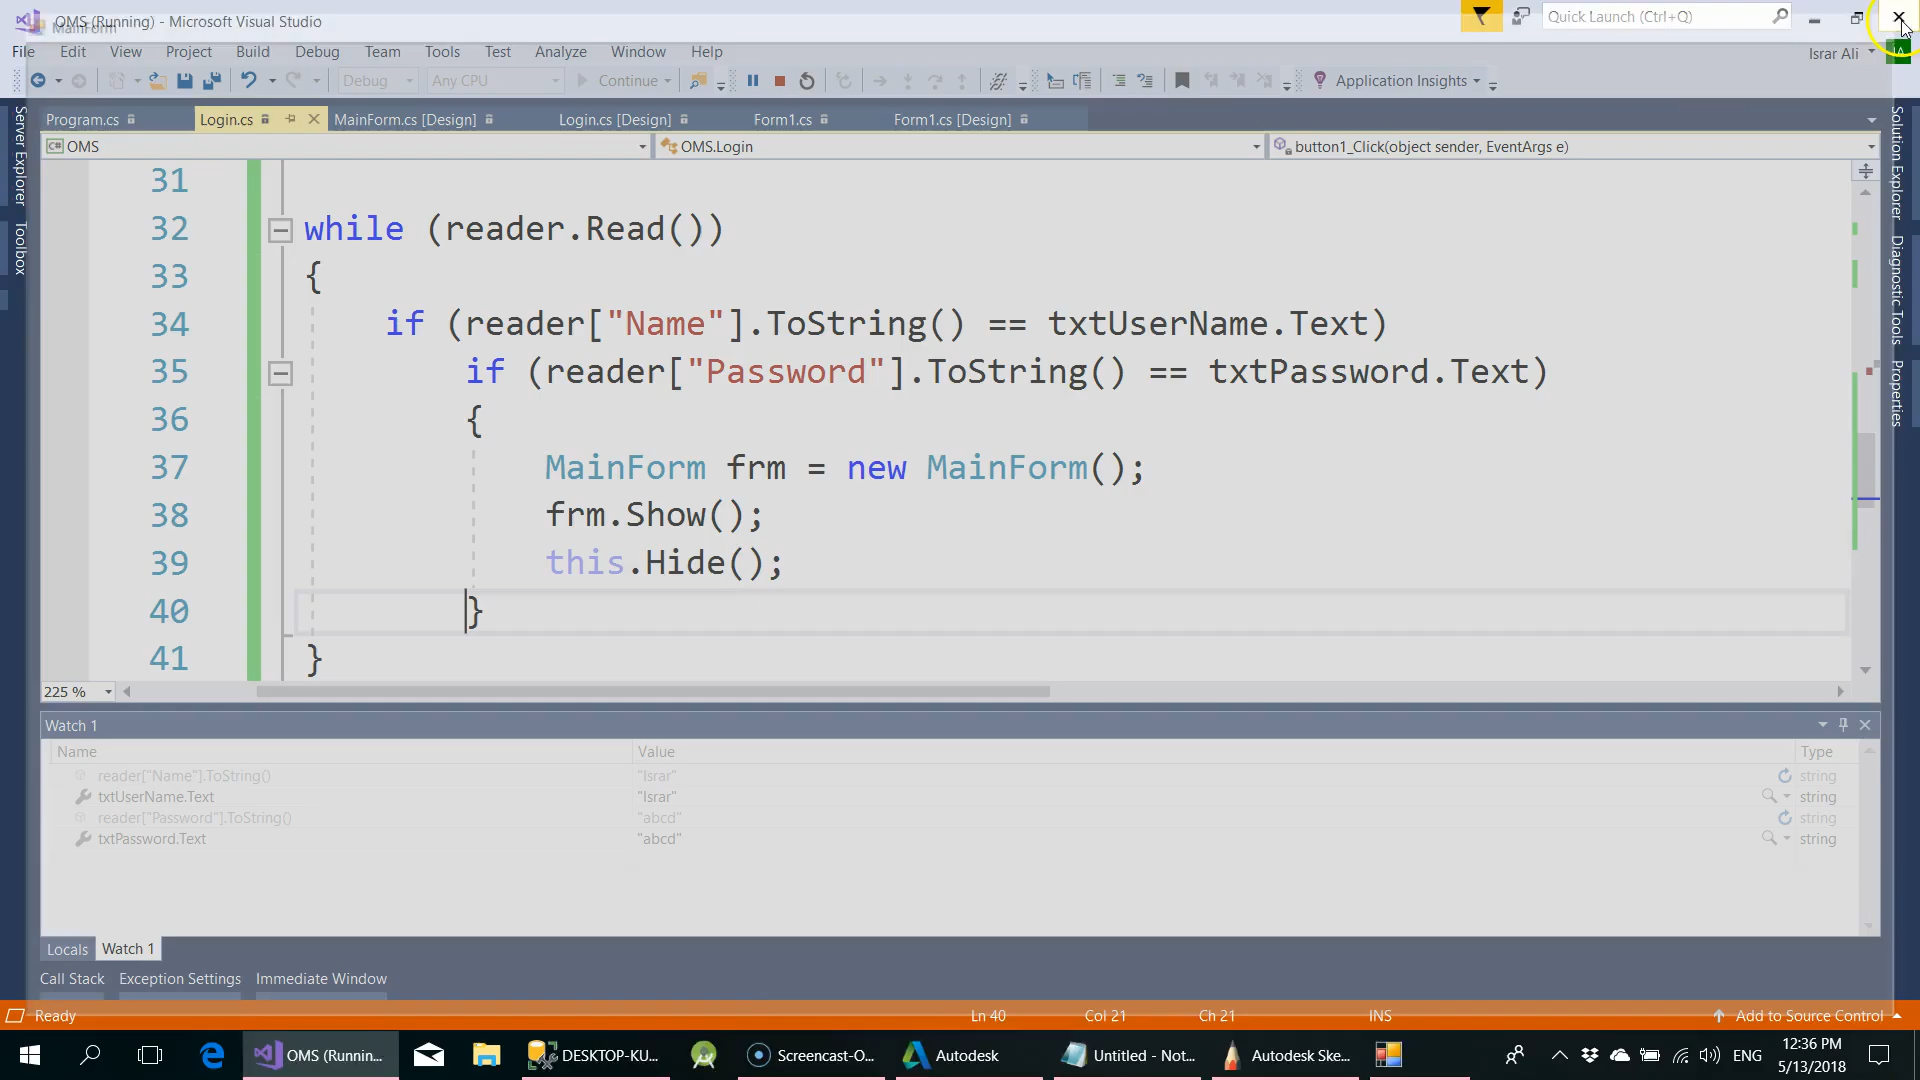 OMS (Running) - Microsoft Visual Studio
MainForm
Quick Launch (Ctrl+Q)
File Edit View Project Build Debug Team Tools Test Analyze Window Help
Israr Ali
Debug Any CPU Continue Application Insights
Program.cs Login.cs MainForm.cs [Design] Login.cs [Design] Form1.cs Form1.cs [Design]
OMS OMS.Login button1_Click(object sender, EventArgs e)
Server Explorer
Toolbox
Solution Explorer
Diagnostic Tools
Properties
31
32 while (reader.Read())
33 {
34 if (reader["Name"].ToString() == txtUserName.Text)
35 if (reader["Password"].ToString() == txtPassword.Text)
36 {
37 MainForm frm = new MainForm();
38 frm.Show();
39 this.Hide();
40 }
41 }
225 %
Watch 1
Name Value Type
reader["Name"].ToString() "Israr" string
txtUserName.Text "Israr" string
reader["Password"].ToString() "abcd" string
txtPassword.Text "abcd" string
Locals Watch 1
Call Stack Exception Settings Immediate Window
Ready Ln 40 Col 21 Ch 21 INS Add to Source Control
OMS (Runnin... DESKTOP-KU... Screencast-O... Autodesk Untitled - Not... Autodesk Ske... ENG 12:36 PM
5/13/2018